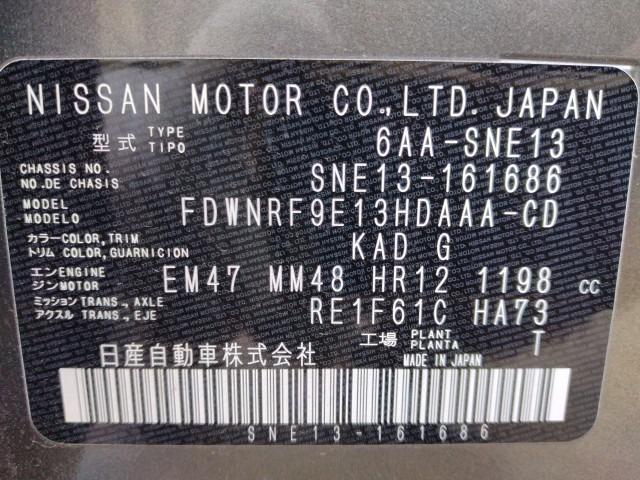 NISSAN MOTOR CO.,LTD. JAPAN
型式 TYPE TIPO 6AA-SNE13
CHASSIS NO.
NO.DE CHASSIS SNE13-161686
MODEL
MODELO FDWNRF9E13HDAAA-CD
カラー COLOR,TRIM
トリム COLOR,GUARNICION KAD G
エンジン ENGINE MOTOR EM47 MM48 HR12 1198 CC
ミッション TRANS.,AXLE
アクスル TRANS.,EJE RE1F61C HA73
工場 PLANT PLANTA T
日産自動車株式会社 MADE IN JAPAN
SNE13-161686